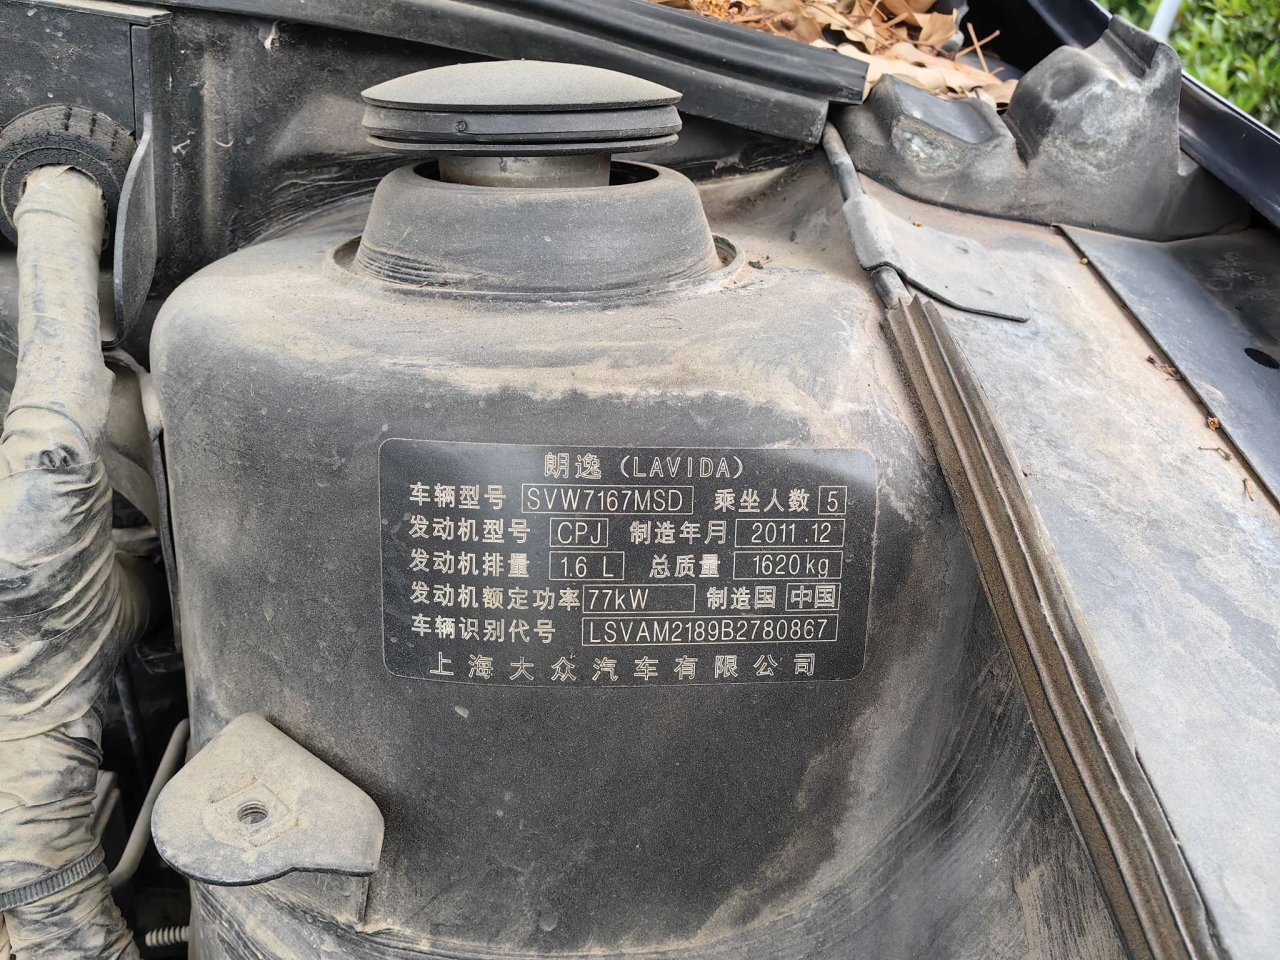 朗逸（LAVIDA）
车辆型号 SVW7167MSD 乘坐人数 5
发动机型号 CPJ 制造年月 2011.12
发动机排量 1.6 L 总质量 1620kg
发动机额定功率 77kW 制造国 中国
车辆识别代号 LSVAM2189B2780867
上海大众汽车有限公司